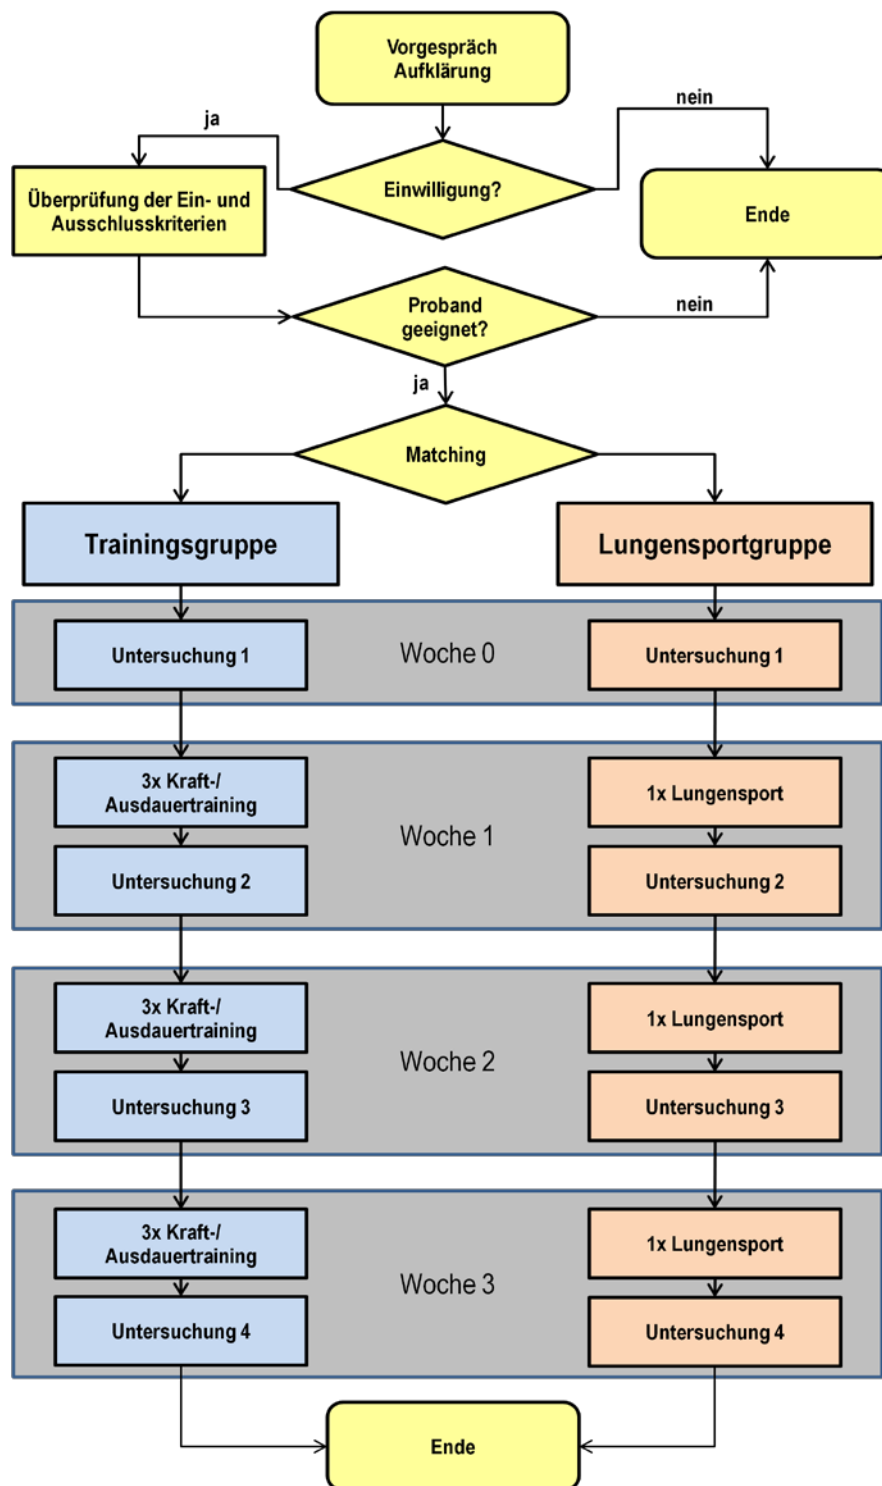 Vorgespräch
Aufklärung
ja
nein
Einwilligung?
Überprüfung der Ein- und
Ausschlusskriterien
Ende
Proband
geeignet?
nein
ja
Matching
Trainingsgruppe
Lungensportgruppe
Untersuchung 1
Woche 0
Untersuchung 1
3x Kraft-/
Ausdauertraining
Woche 1
1x Lungensport
Untersuchung 2
Untersuchung 2
3x Kraft-/
Ausdauertraining
Woche 2
1x Lungensport
Untersuchung 3
Untersuchung 3
3x Kraft-/
Ausdauertraining
Woche 3
1x Lungensport
Untersuchung 4
Untersuchung 4
Ende